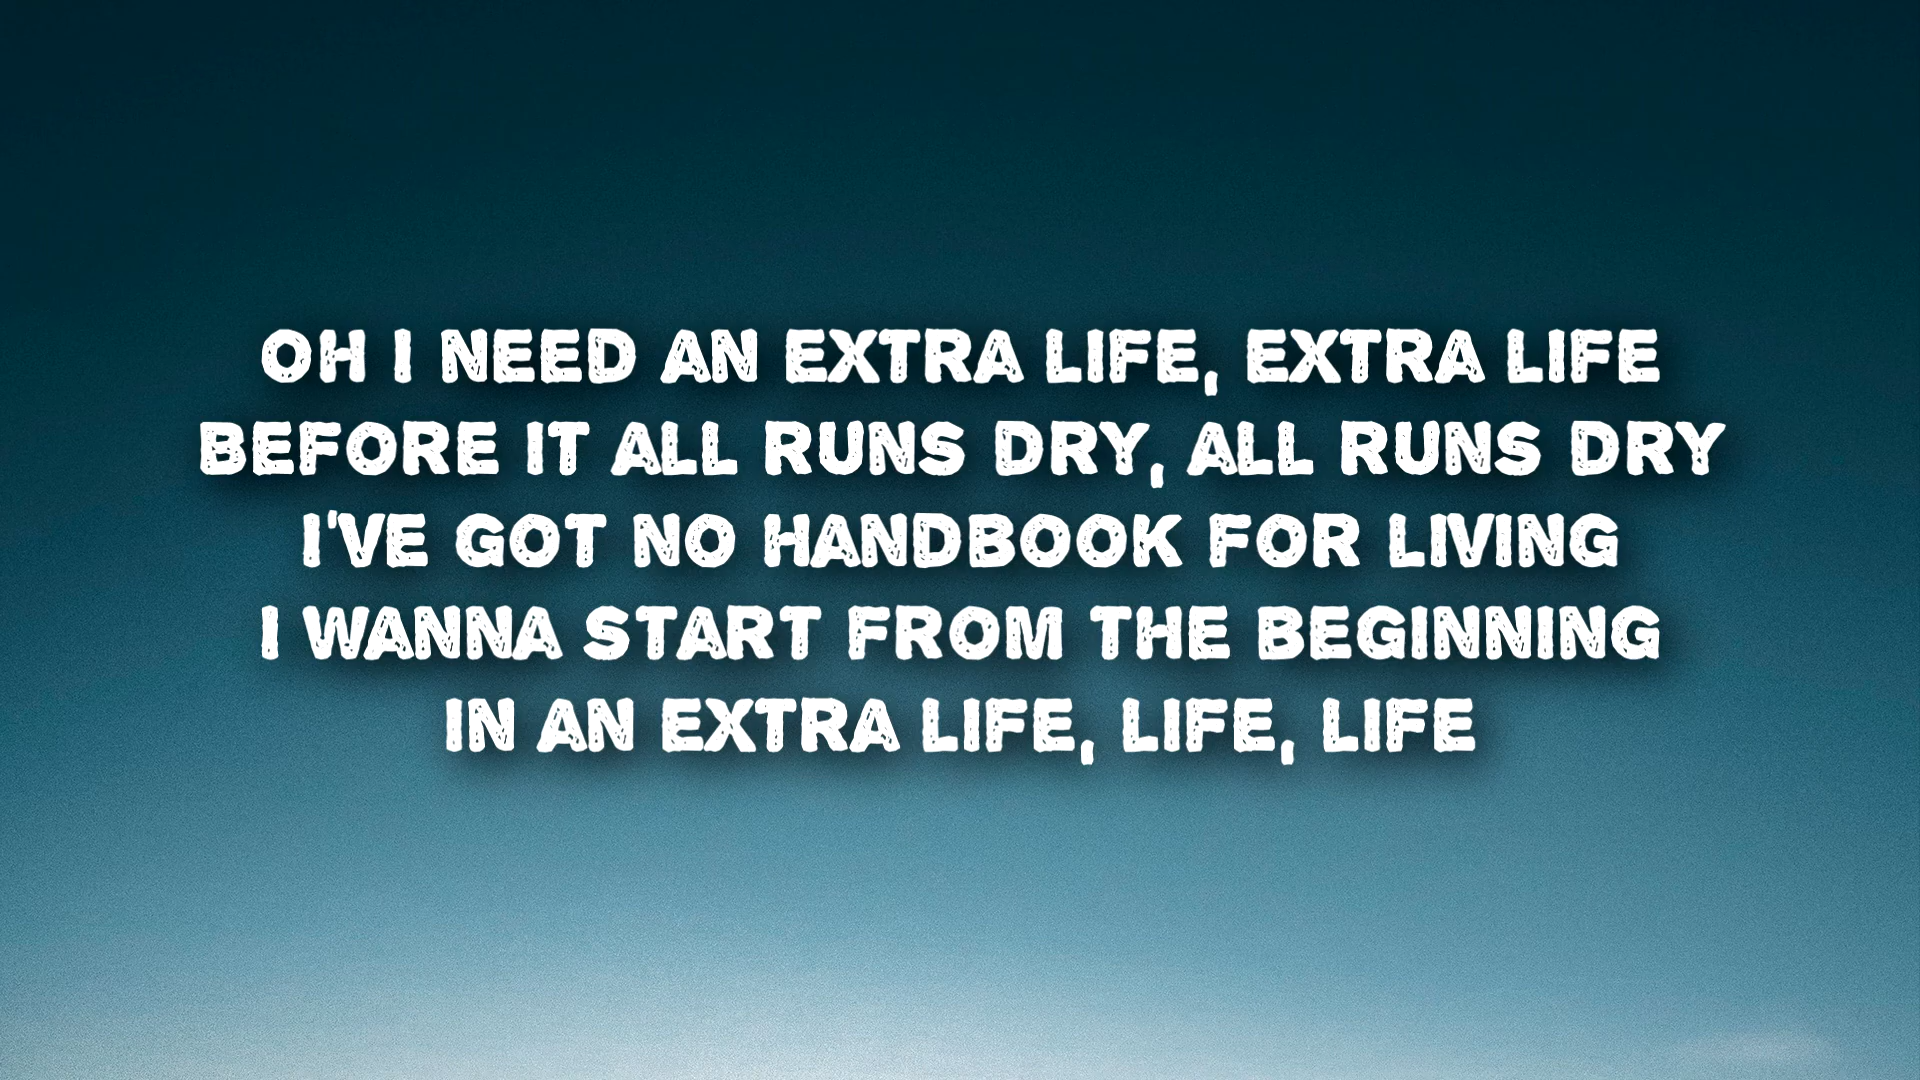 OH I NEED AN EXTRA LIFE, EXTRA LIFE
BEFORE IT ALL RUNS DRY, ALL RUNS DRY
I'VE GOT NO HANDBOOK FOR LIVING
I WANNA START FROM THE BEGINNING
IN AN EXTRA LIFE, LIFE, LIFE